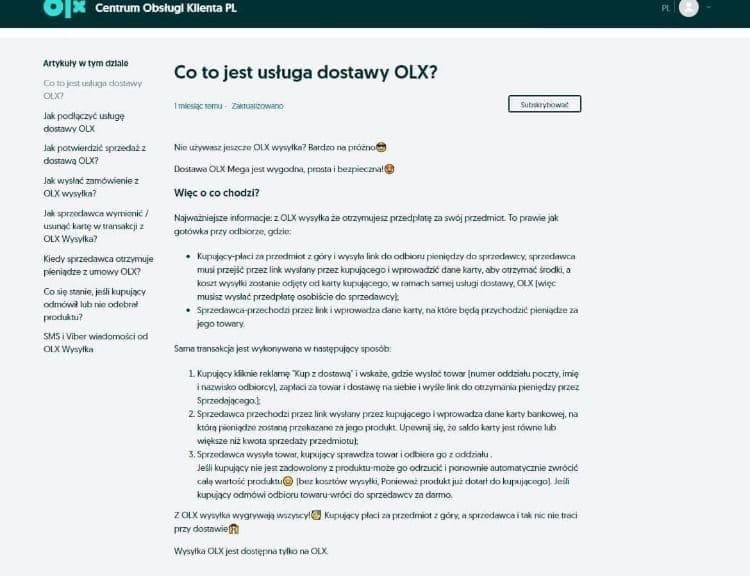 olx Centrum Obsługi Klienta PL
PL
Artykuły w tym dziale
Co to jest usługa dostawy
OLX?
Jak podłączyć usługę
dostawy OLX
Jak potwierdzić sprzedaż z
dostawą OLX?
Jak wysłać zamówienie z
OLX wysyłka?
Jak sprzedawca wymienić /
usunąć kartę w transakcji z
OLX Wysyłka?
Kiedy sprzedawca otrzymuje
pieniądze z umowy OLX?
Co się stanie, jeśli kupujący
odmówił lub nie odebrał
produktu?
SMS i Viber wiadomości od
OLX Wysyłka
Co to jest usługa dostawy OLX?
1 miesiąc temu · Zaktualizowano
Subskrybować
Nie używasz jeszcze OLX wysyłka? Bardzo na próżno😎
Dostawa OLX Mega jest wygodna, prosta i bezpieczna!🥰
Więc o co chodzi?
Najważniejsze informacje: z OLX wysyłka że otrzymujesz przedpłatę za swój przedmiot. To prawie jak
gotówka przy odbiorze, gdzie:
• Kupujący-płaci za przedmiot z góry i wysyła link do odbioru pieniędzy do sprzedawcy, sprzedawca
musi przejść przez link wysłany przez kupującego i wprowadzić dane karty, aby otrzymać środki, a
koszt wysyłki zostanie odjęty od karty kupującego, w ramach samej usługi dostawy, OLX (więc
musisz wysłać przedpłatę osobiście do sprzedawcy);
• Sprzedawca-przechodzi przez link i wprowadza dane karty, na które będą przychodzić pieniądze za
jego towary.
Sama transakcja jest wykonywana w następujący sposób:
1. Kupujący kliknie reklamę "Kup z dostawą" i wskaże, gdzie wysłać towar (numer oddziału poczty, imię
i nazwisko odbiorcy), zapłaci za towar i dostawę na siebie i wyśle link do otrzymania pieniędzy przez
Sprzedającego.);
2. Sprzedawca przechodzi przez link wysłany przez kupującego i wprowadza dane karty bankowej, na
którą pieniądze zostaną przekazane za jego produkt. Upewnij się, że saldo karty jest równe lub
większe niż kwota sprzedaży przedmiotu);
3. Sprzedawca wysyła towar, kupujący sprawdza towar i odbiera go z oddziału .
Jeśli kupujący nie jest zadowolony z produktu-może go odrzucić i ponownie automatycznie zwrócić
całą wartość produktu😊 (bez kosztów wysyłki, Ponieważ produkt już dotarł do kupującego). Jeśli
kupujący odmówi odbioru towaru-wróci do sprzedawcy za darmo.
Z OLX wysyłka wygrywają wszyscy! Kupujący płaci za przedmiot z góry, a sprzedawca i tak nic nie traci
przy dostawie
Wysyłka OLX jest dostępna tylko na OLX.